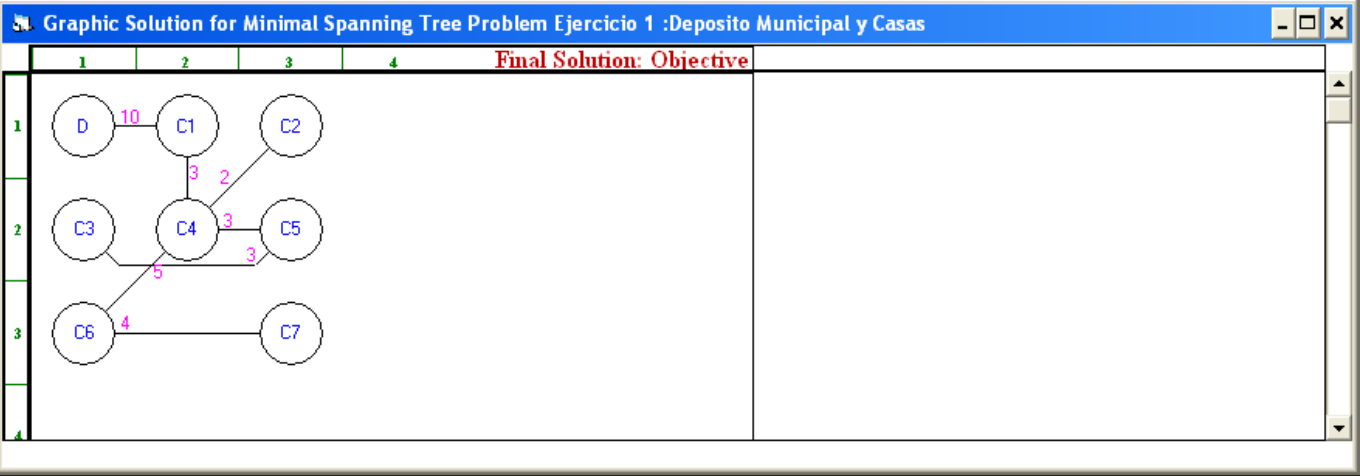 Graphic Solution for Minimal Spanning Tree Problem Ejercicio 1 :Deposito Municipal y Casas
1 2 3 4 Final Solution: Objective
1 D 10 C1 C2
3 2
2 C3 C4 3 C5
3
5
3 C6 4 C7
4